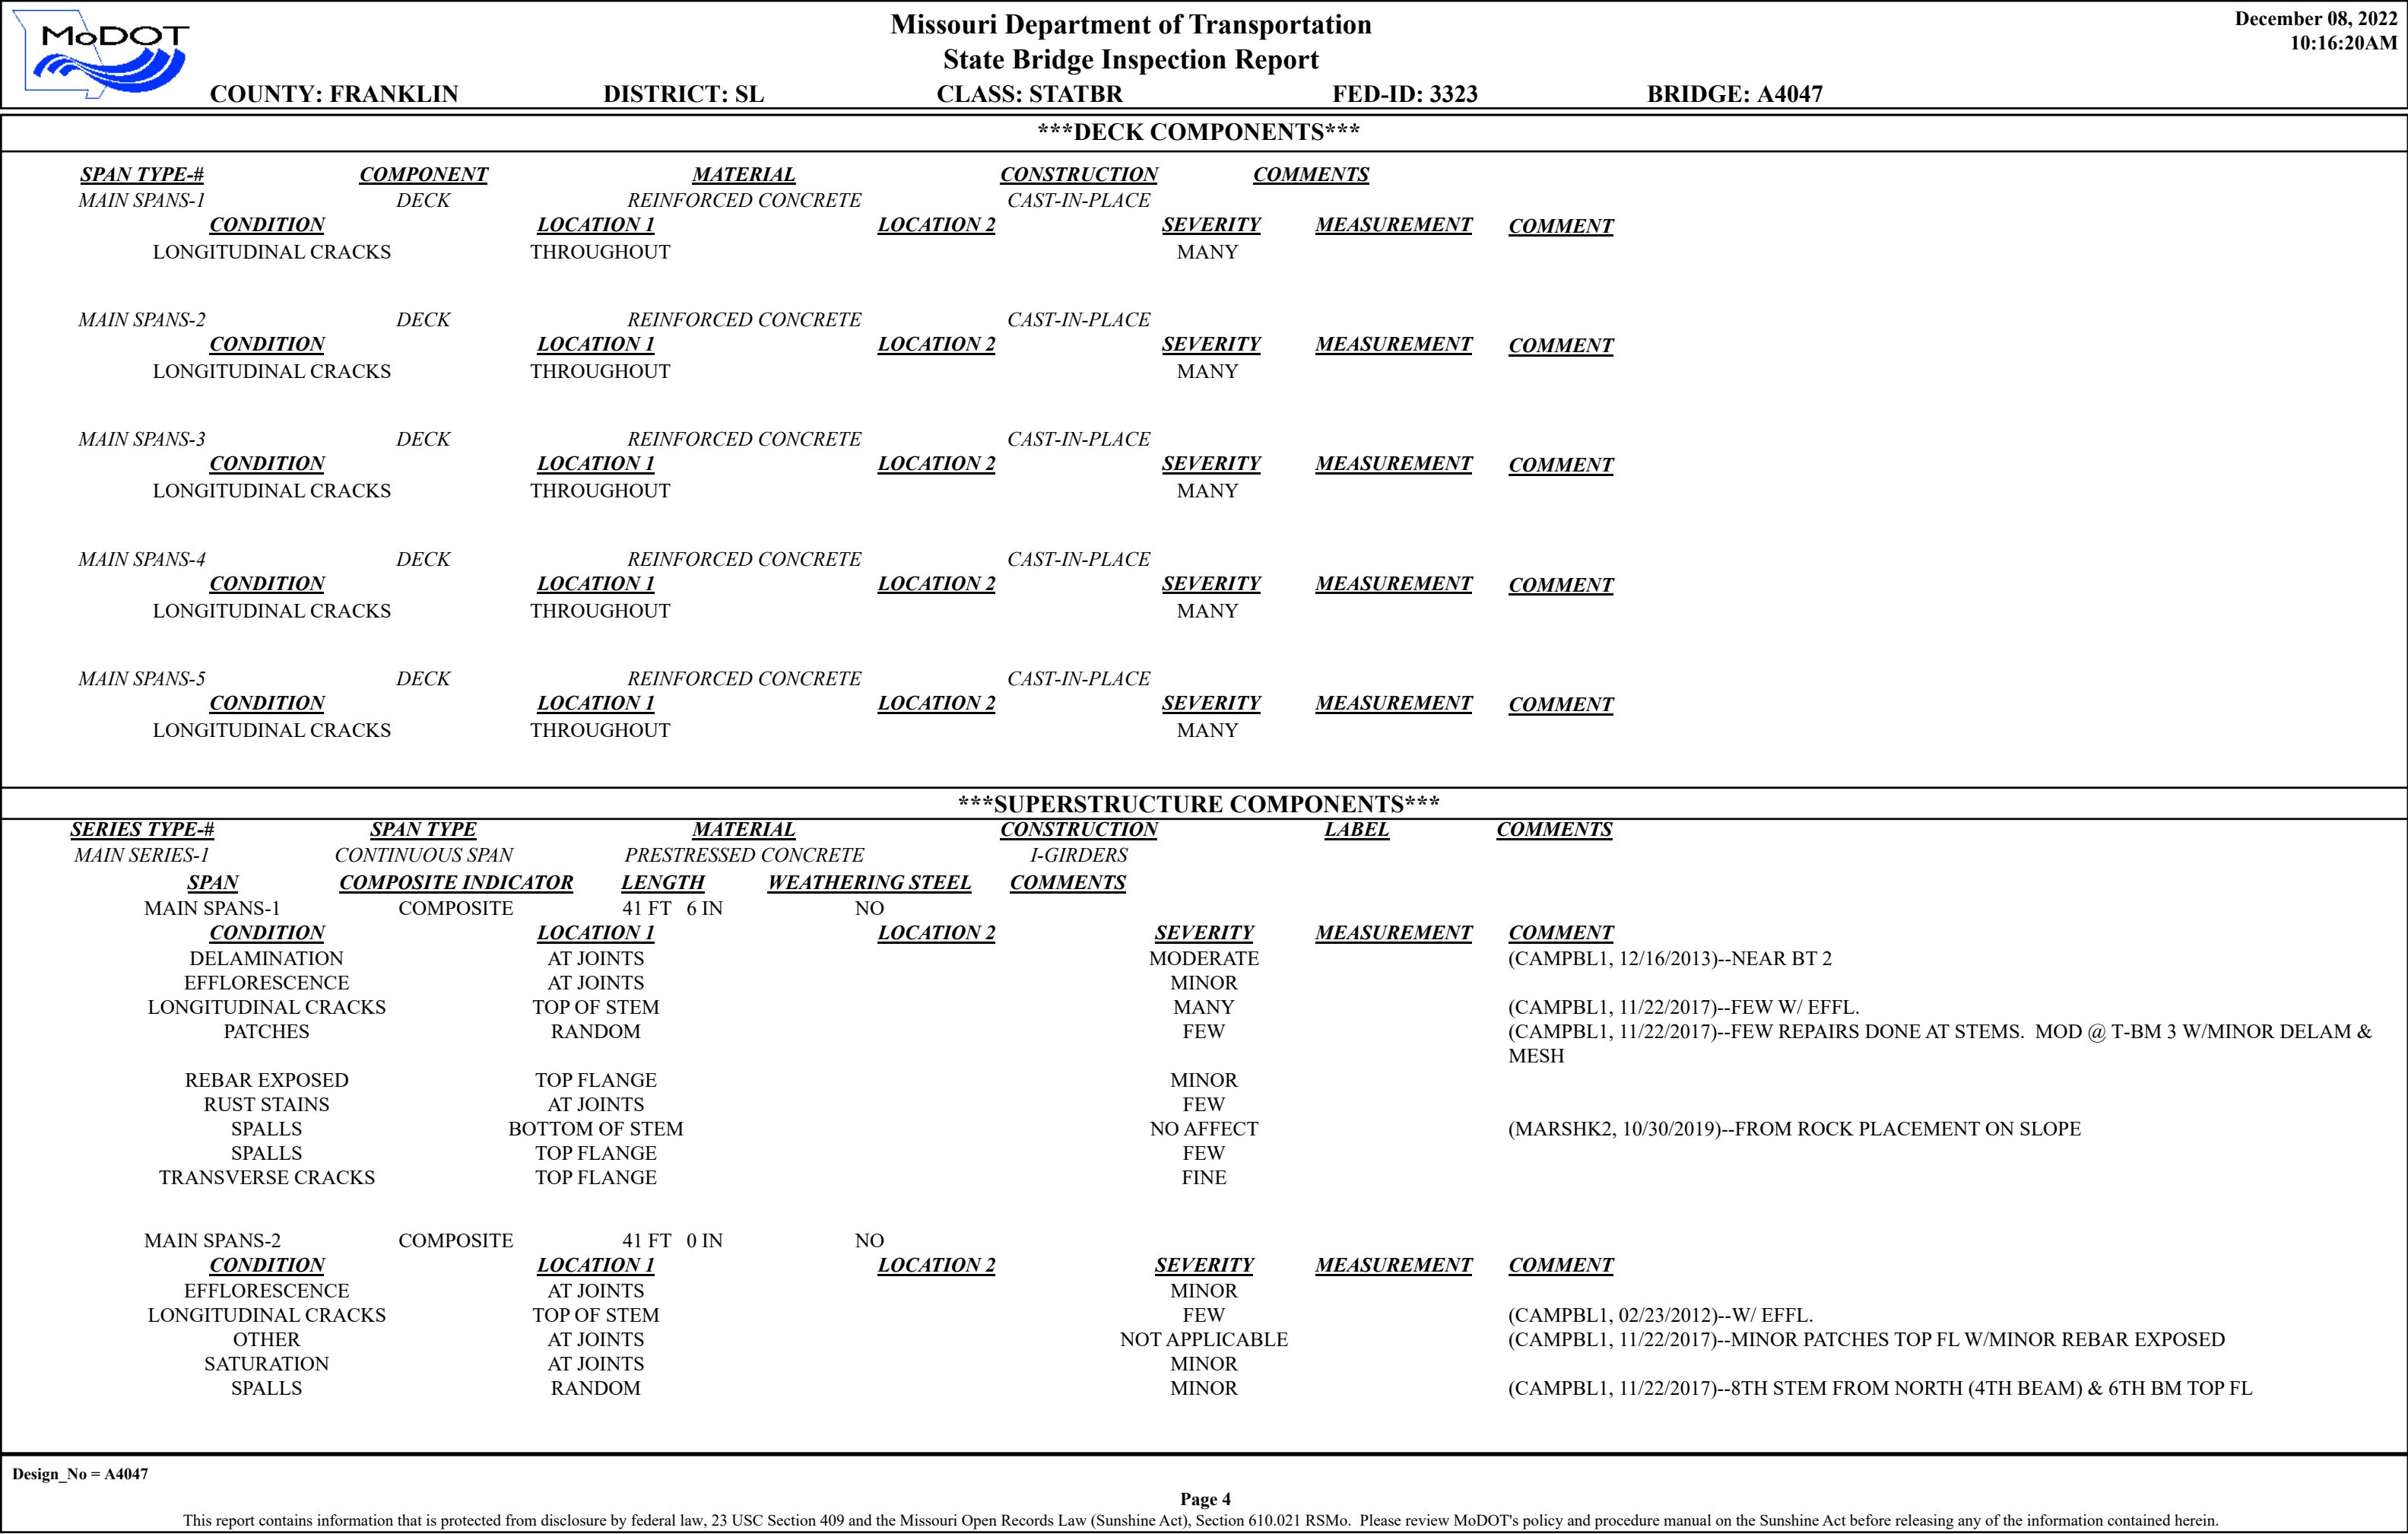 MoDOT
Missouri Department of Transportation
State Bridge Inspection Report
December 08, 2022
10:16:20AM
COUNTY: FRANKLIN DISTRICT: SL CLASS: STATBR FED-ID: 3323 BRIDGE: A4047
***DECK COMPONENTS***
SPAN TYPE-# COMPONENT MATERIAL CONSTRUCTION COMMENTS
MAIN SPANS-1 DECK REINFORCED CONCRETE CAST-IN-PLACE
CONDITION LOCATION 1 LOCATION 2 SEVERITY MEASUREMENT COMMENT
LONGITUDINAL CRACKS THROUGHOUT MANY
MAIN SPANS-2 DECK REINFORCED CONCRETE CAST-IN-PLACE
CONDITION LOCATION 1 LOCATION 2 SEVERITY MEASUREMENT COMMENT
LONGITUDINAL CRACKS THROUGHOUT MANY
MAIN SPANS-3 DECK REINFORCED CONCRETE CAST-IN-PLACE
CONDITION LOCATION 1 LOCATION 2 SEVERITY MEASUREMENT COMMENT
LONGITUDINAL CRACKS THROUGHOUT MANY
MAIN SPANS-4 DECK REINFORCED CONCRETE CAST-IN-PLACE
CONDITION LOCATION 1 LOCATION 2 SEVERITY MEASUREMENT COMMENT
LONGITUDINAL CRACKS THROUGHOUT MANY
MAIN SPANS-5 DECK REINFORCED CONCRETE CAST-IN-PLACE
CONDITION LOCATION 1 LOCATION 2 SEVERITY MEASUREMENT COMMENT
LONGITUDINAL CRACKS THROUGHOUT MANY
***SUPERSTRUCTURE COMPONENTS***
SERIES TYPE-# SPAN TYPE MATERIAL CONSTRUCTION LABEL COMMENTS
MAIN SERIES-1 CONTINUOUS SPAN PRESTRESSED CONCRETE I-GIRDERS
SPAN COMPOSITE INDICATOR LENGTH WEATHERING STEEL COMMENTS
MAIN SPANS-1 COMPOSITE 41 FT 6 IN NO
CONDITION LOCATION 1 LOCATION 2 SEVERITY MEASUREMENT COMMENT
DELAMINATION AT JOINTS MODERATE (CAMPBL1, 12/16/2013)--NEAR BT 2
EFFLORESCENCE AT JOINTS MINOR
LONGITUDINAL CRACKS TOP OF STEM MANY (CAMPBL1, 11/22/2017)--FEW W/ EFFL.
PATCHES RANDOM FEW (CAMPBL1, 11/22/2017)--FEW REPAIRS DONE AT STEMS. MOD @ T-BM 3 W/MINOR DELAM &
MESH
REBAR EXPOSED TOP FLANGE MINOR
RUST STAINS AT JOINTS FEW
SPALLS BOTTOM OF STEM NO AFFECT (MARSHK2, 10/30/2019)--FROM ROCK PLACEMENT ON SLOPE
SPALLS TOP FLANGE FEW
TRANSVERSE CRACKS TOP FLANGE FINE
MAIN SPANS-2 COMPOSITE 41 FT 0 IN NO
CONDITION LOCATION 1 LOCATION 2 SEVERITY MEASUREMENT COMMENT
EFFLORESCENCE AT JOINTS MINOR
LONGITUDINAL CRACKS TOP OF STEM FEW (CAMPBL1, 02/23/2012)--W/ EFFL.
OTHER AT JOINTS NOT APPLICABLE (CAMPBL1, 11/22/2017)--MINOR PATCHES TOP FL W/MINOR REBAR EXPOSED
SATURATION AT JOINTS MINOR
SPALLS RANDOM MINOR (CAMPBL1, 11/22/2017)--8TH STEM FROM NORTH (4TH BEAM) & 6TH BM TOP FL
Design_No = A4047
Page 4
This report contains information that is protected from disclosure by federal law, 23 USC Section 409 and the Missouri Open Records Law (Sunshine Act), Section 610.021 RSMo. Please review MoDOT's policy and procedure manual on the Sunshine Act before releasing any of the information contained herein.